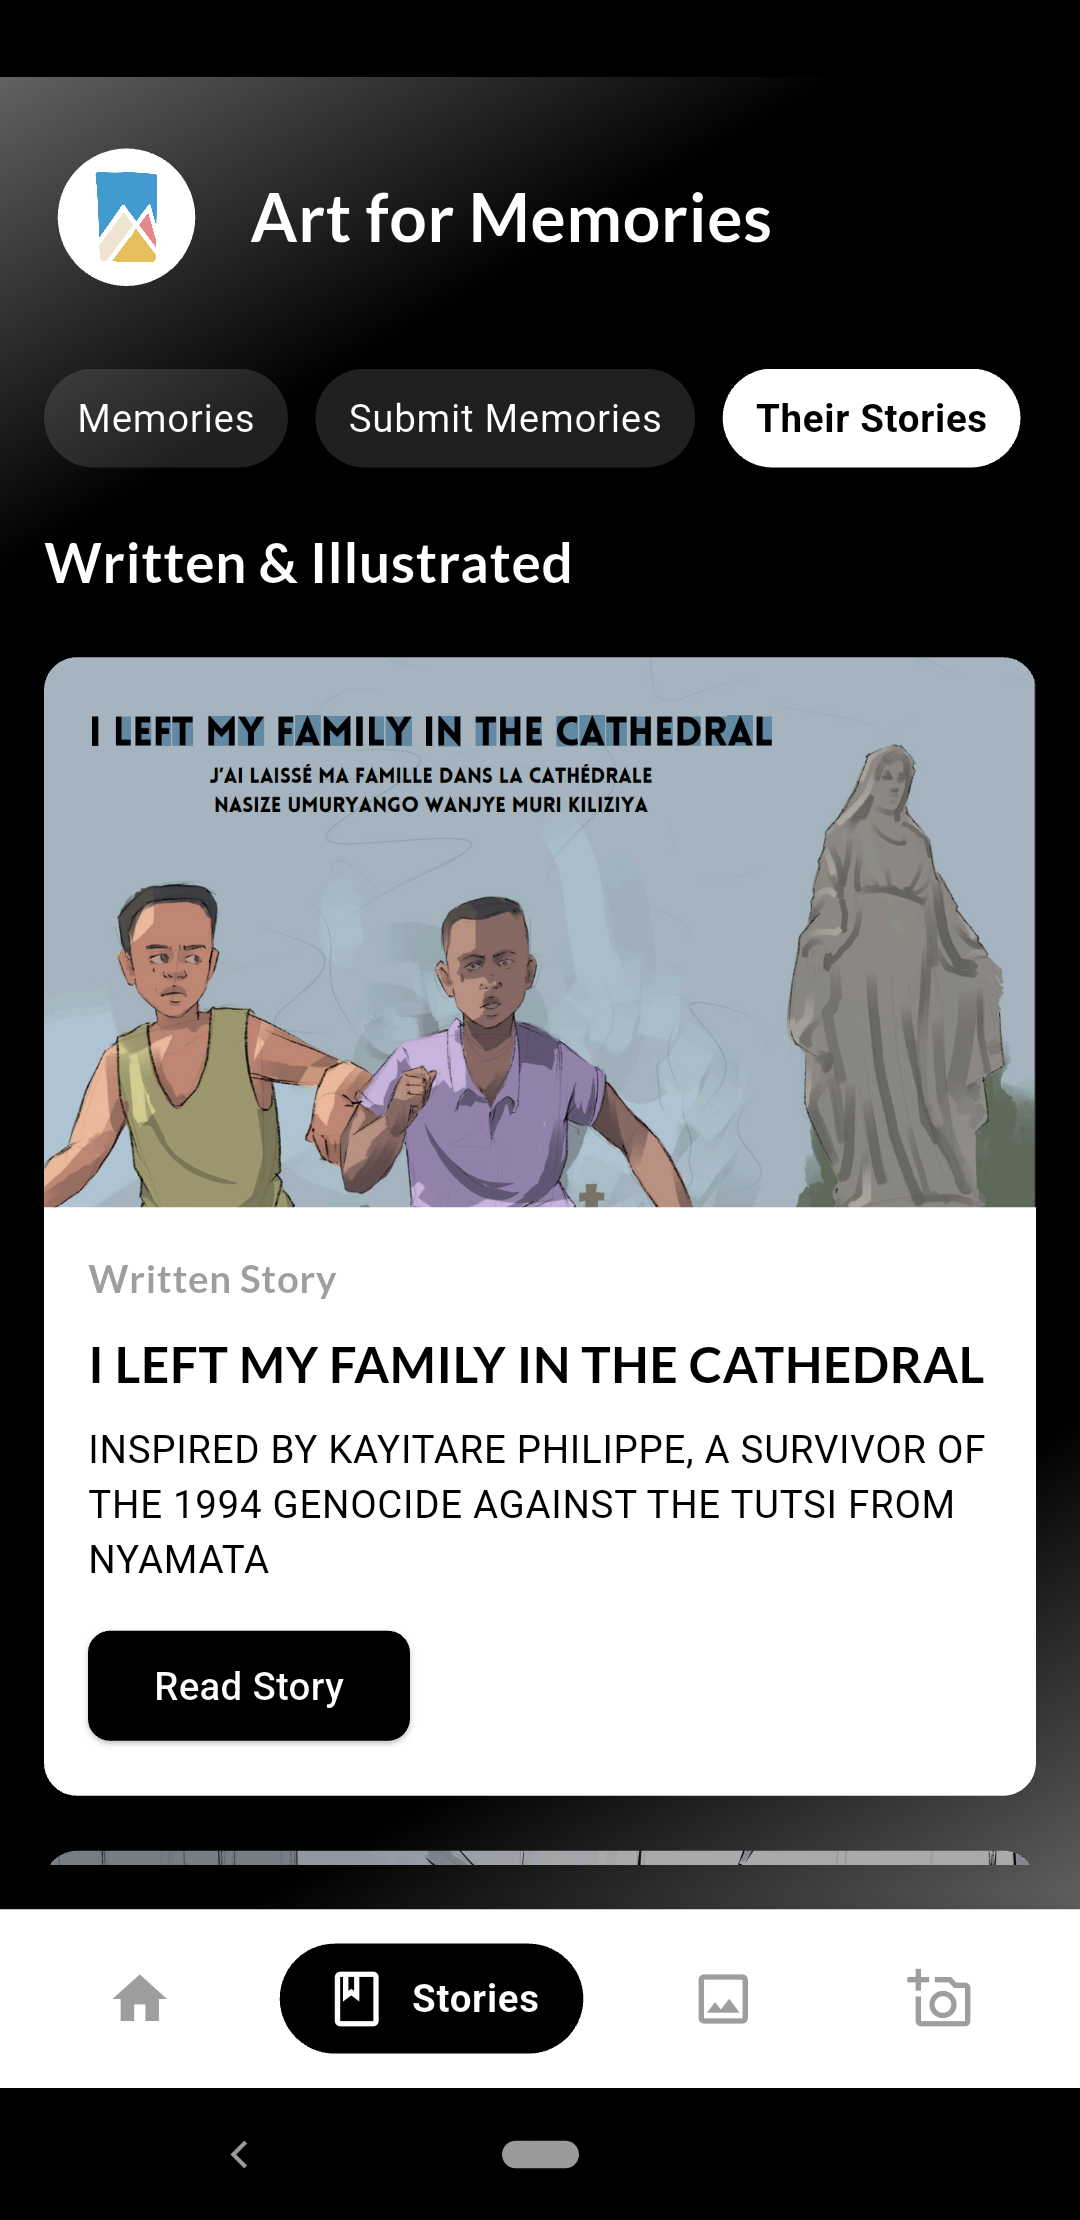 Art for Memories
Memories
Submit Memories
Their Stories
Written & Illustrated
I LEFT MY FAMILY IN THE CATHEDRAL
J'AI LAISSÉ MA FAMILLE DANS LA CATHÉDRALE
NASIZE UMURYANGO WANJYE MURI KILIZIYA
Written Story
I LEFT MY FAMILY IN THE CATHEDRAL
INSPIRED BY KAYITARE PHILIPPE, A SURVIVOR OF
THE 1994 GENOCIDE AGAINST THE TUTSI FROM
NYAMATA
Read Story
Stories